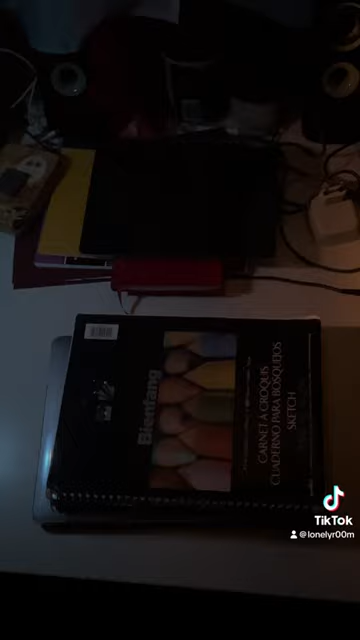 Bienfang
CARNET À CROQUIS
CUADERNO PARA BOSQUEJOS
SKETCH
TikTok
@lonelyr00m